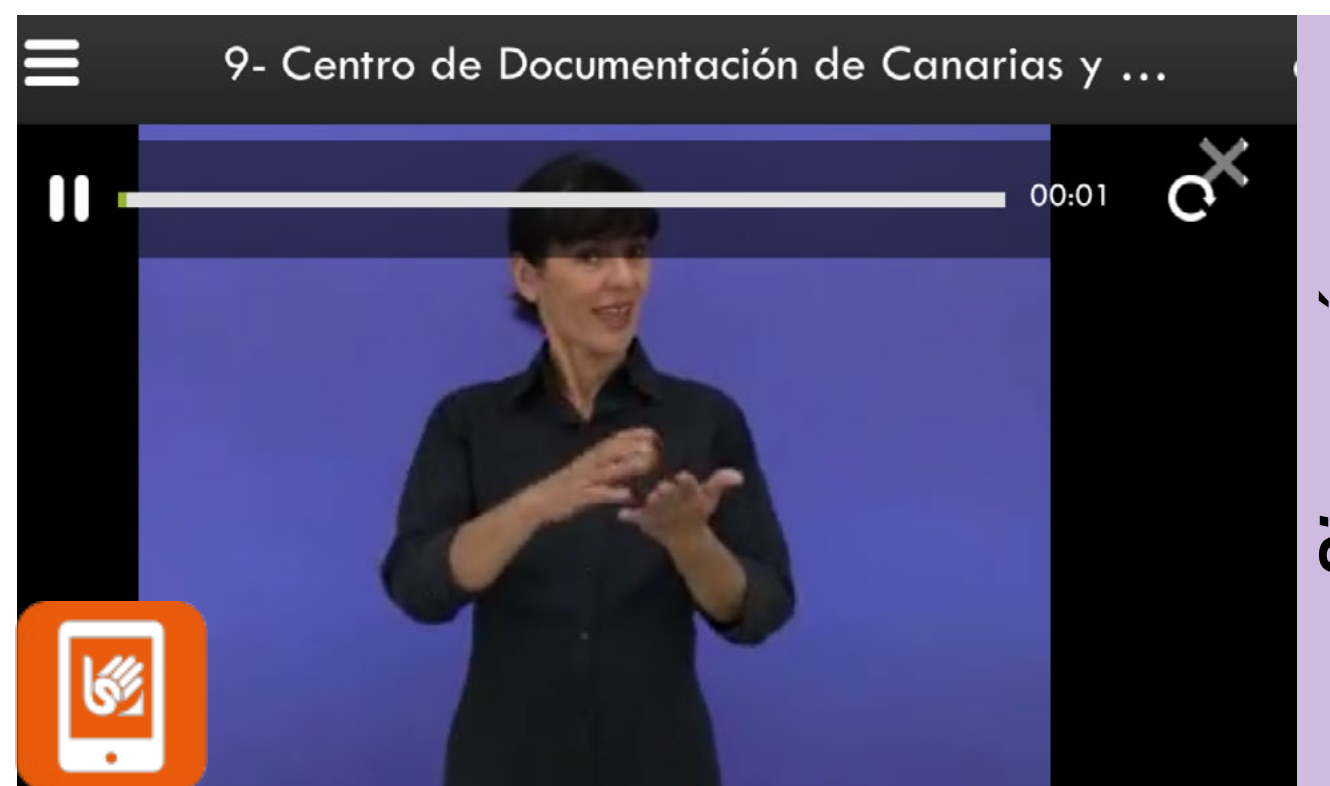 9- Centro de Documentación de Canarias y ...
00:01